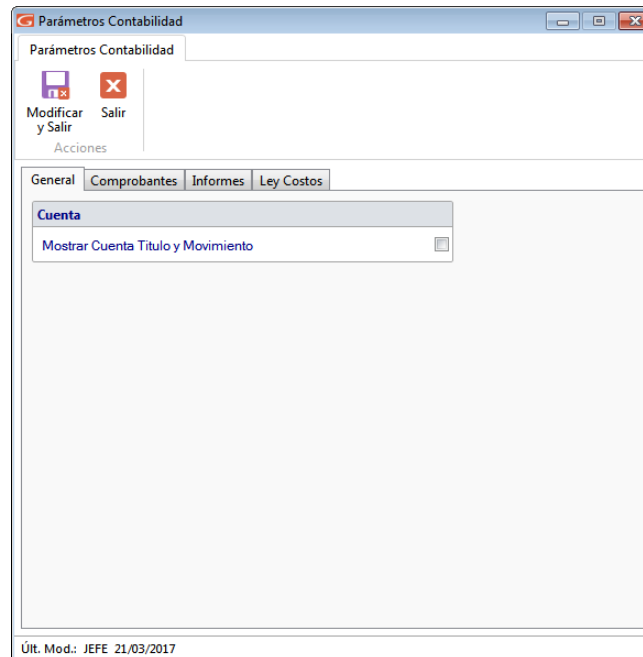 Parámetros Contabilidad
Parámetros Contabilidad
Modificar y Salir
Salir
Acciones
General Comprobantes Informes Ley Costos
Cuenta
Mostrar Cuenta Titulo y Movimiento
Últ. Mod.: JEFE 21/03/2017